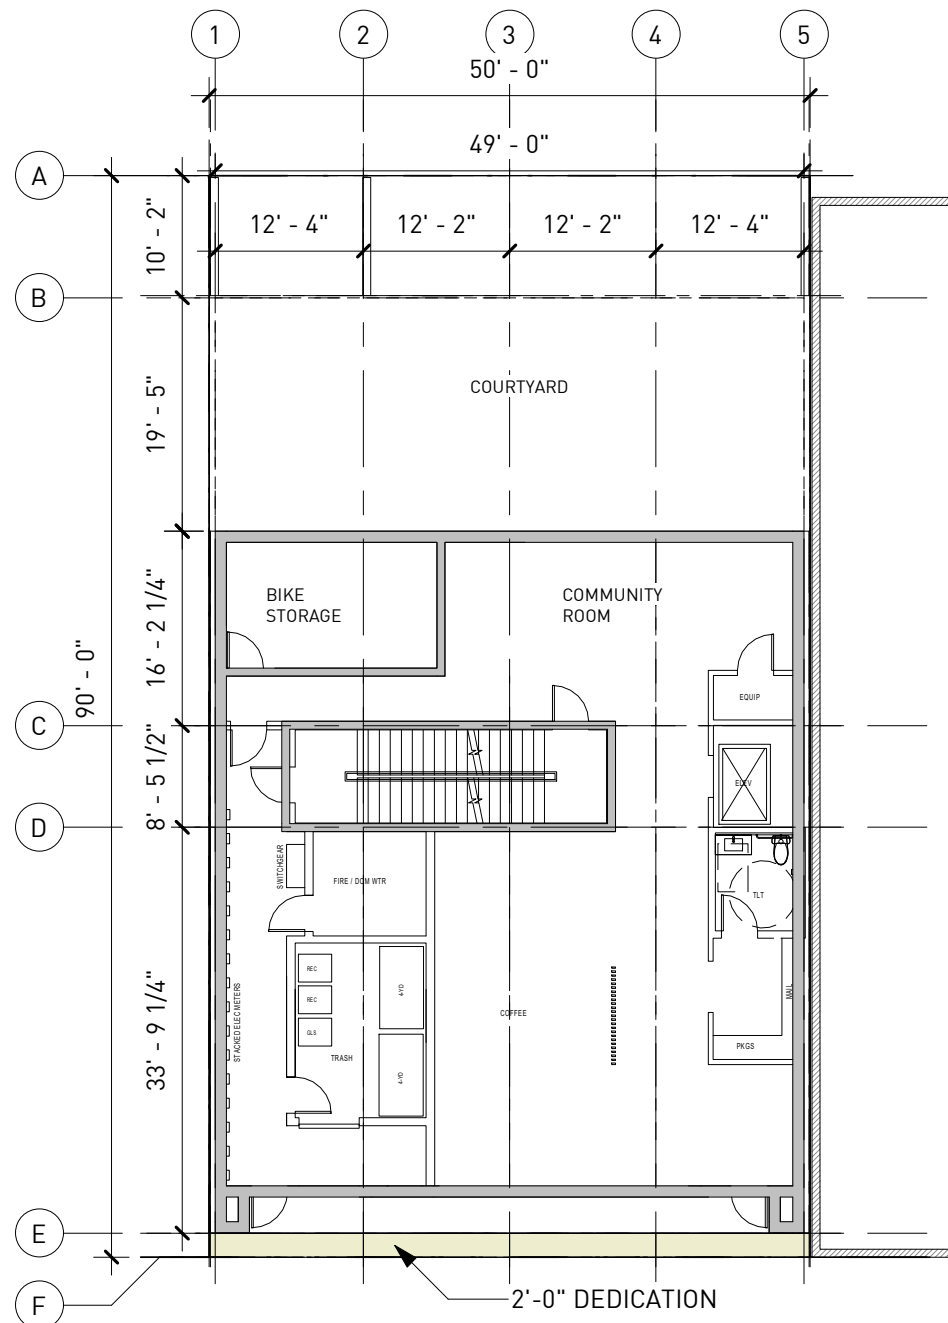 1
2
3
4
5
50' - 0"
49' - 0"
A
12' - 4"
12' - 2"
12' - 2"
12' - 4"
10' - 2"
B
19' - 5"
COURTYARD
90' - 0"
16' - 2 1/4"
BIKE
STORAGE
COMMUNITY
ROOM
EQUIP
C
8' - 5 1/2"
ELEV
D
SWITCHGEAR
FIRE / DOM WTR
TLT
33' - 9 1/4"
STACKED ELEC METERS
REC
REC
GLS
4-YD
4-YD
TRASH
COFFEE
MAIL
PKGS
E
F
2'-0" DEDICATION